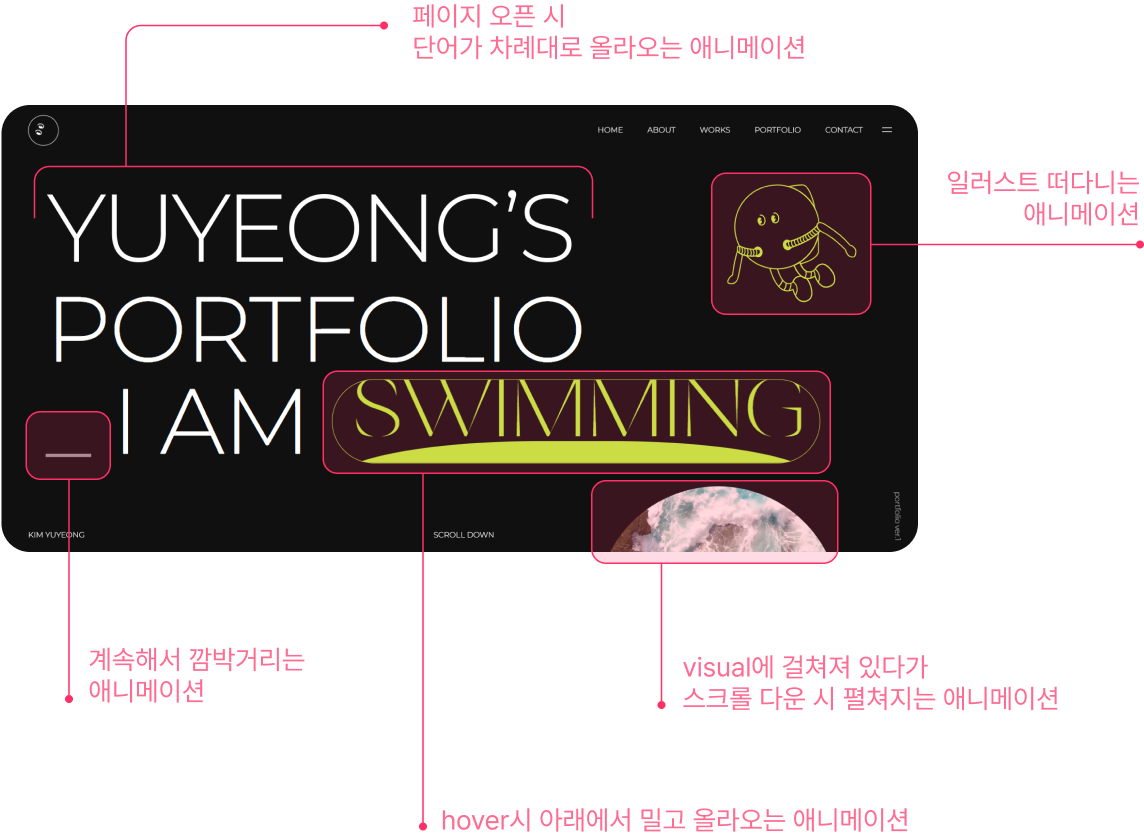 페이지 오픈 시
단어가 차례대로 올라오는 애니메이션
HOME ABOUT WORKS PORTFOLIO CONTACT
일러스트 떠다니는
애니메이션
YUYEONG’S
PORTFOLIO
I AM SWIMMING
portfolio ver.1
KIM YUYEONG SCROLL DOWN
계속해서 깜박거리는
애니메이션
visual에 걸쳐져 있다가
스크롤 다운 시 펼쳐지는 애니메이션
hover시 아래에서 밀고 올라오는 애니메이션